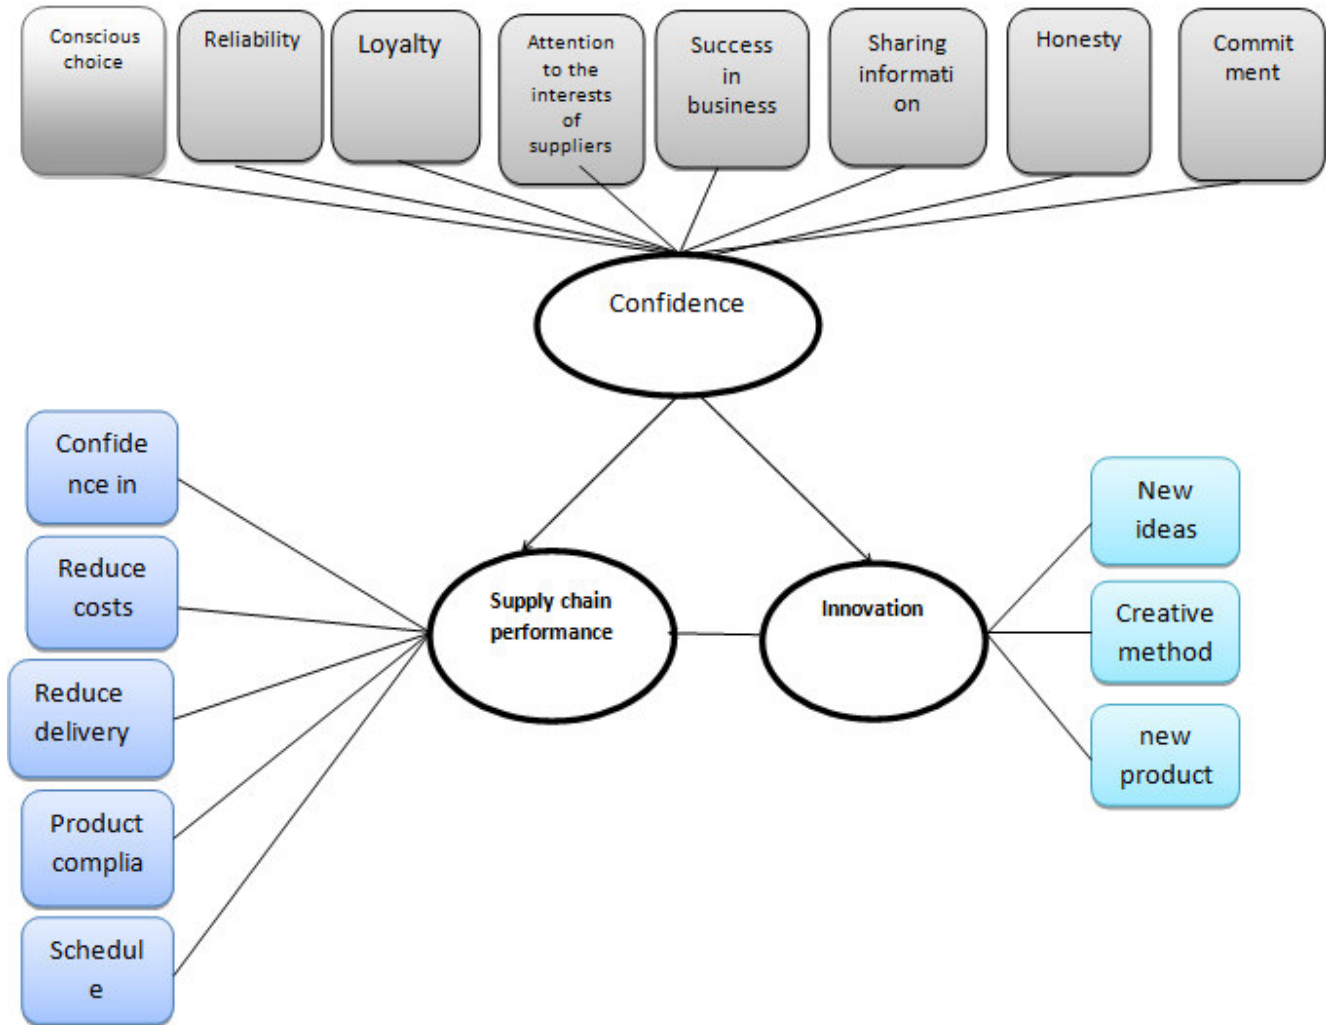 Conscious
choice
Reliability
Loyalty
Attention
to the
interests
of
suppliers
Success
in
business
Sharing
informati
on
Honesty
Commit
ment
Confidence
Confide
nce in
Reduce
costs
Reduce
delivery
Product
complia
Schedul
e
Supply chain
performance
Innovation
New
ideas
Creative
method
new
product